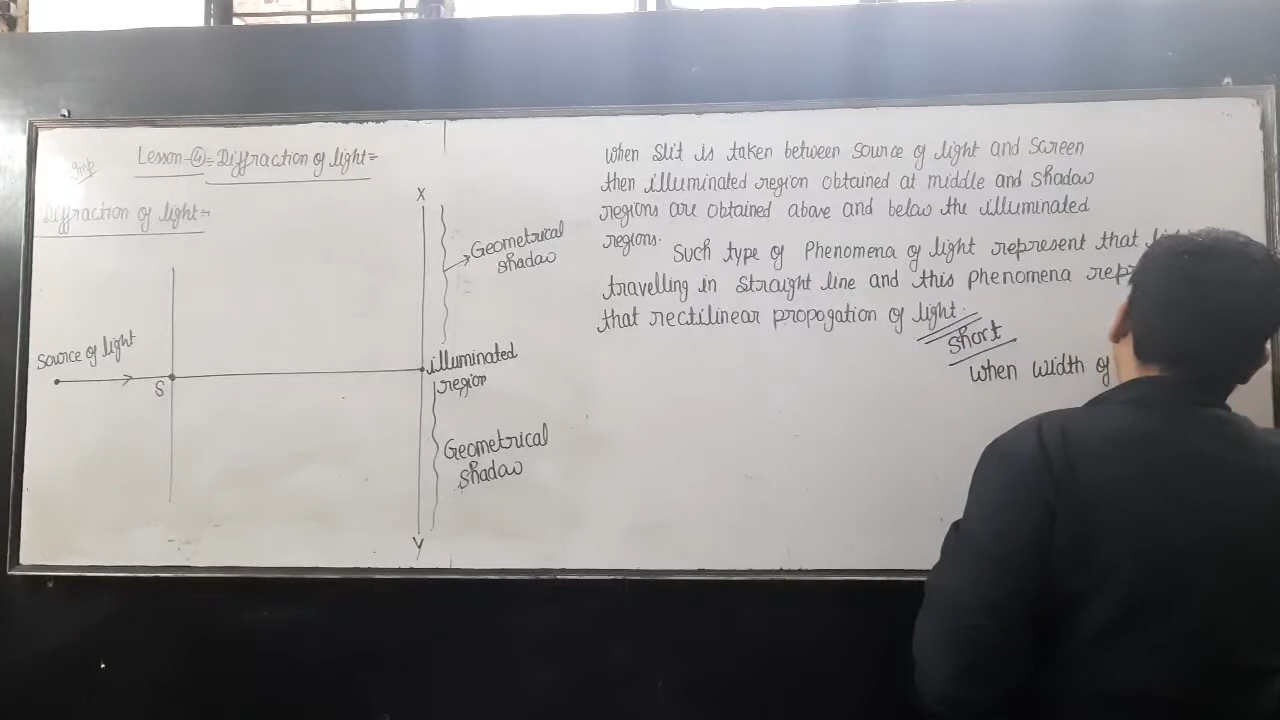 Imp
Lesson-④= Diffraction of light=
Diffraction of light=
X
Geometrical
shadow
Source of light
S
illuminated
region
Geometrical
shadow
Y
When slit is taken between source of light and screen
then illuminated region obtained at middle and shadow
regions are obtained above and below the illuminated
regions.
Such type of Phenomena of light represent that
travelling in straight line and this phenomena
that rectilinear propogation of light.
short
When width of